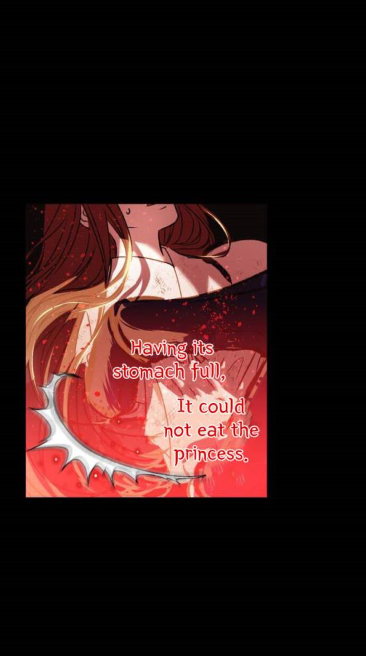 Having its
stomach full,
It could
not eat the
princess.